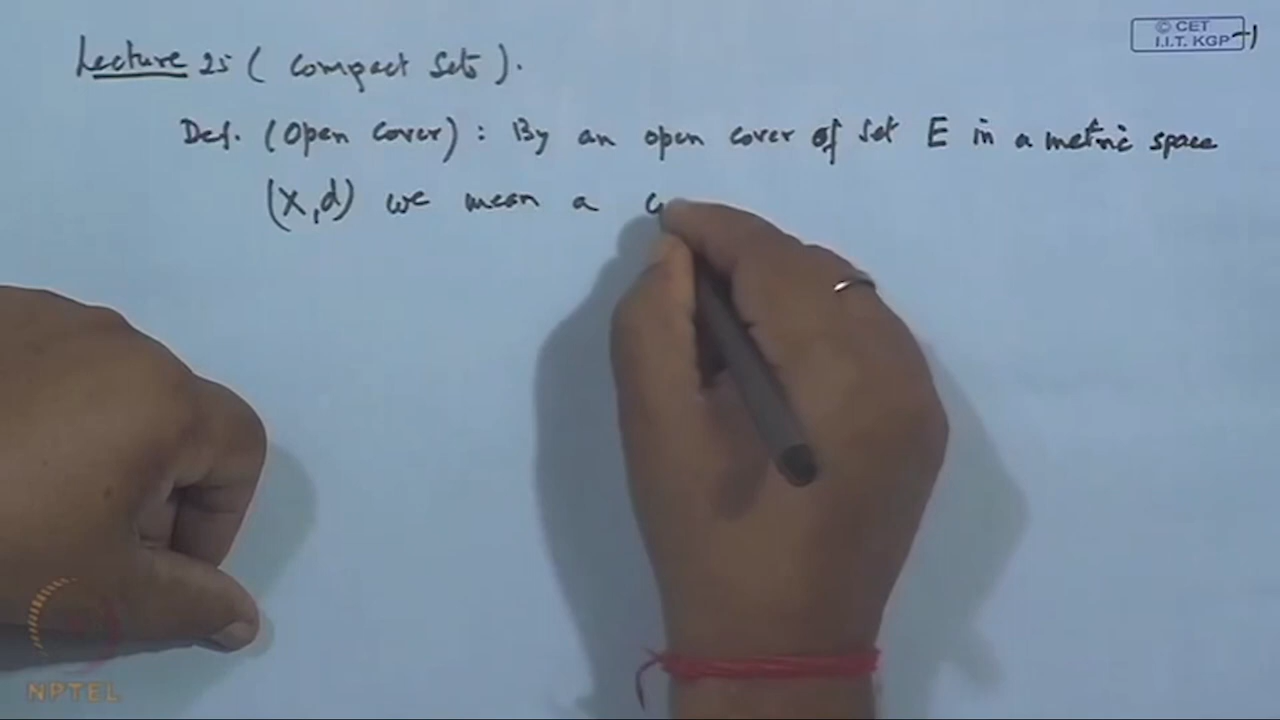 © CET
I.I.T. KGP
Lecture 25 ( Compact Sets ).
Def. (Open Cover) : By an open cover of set E in a metric space
(X,d) we mean a
NPTEL